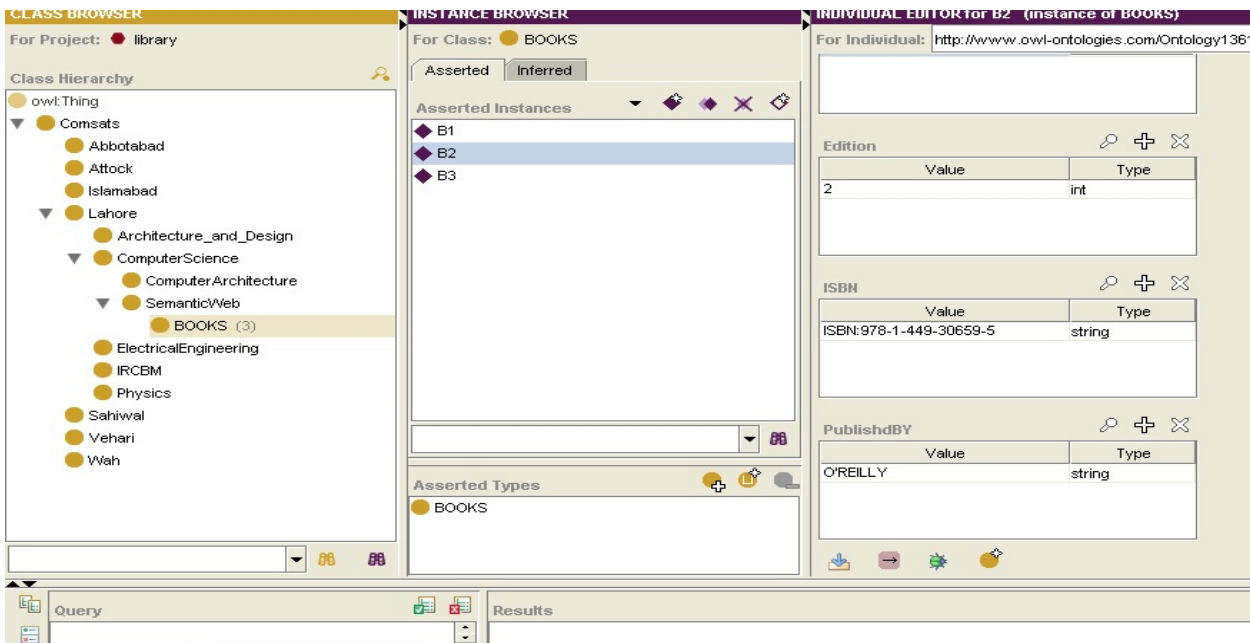 CLASS BROWSER
For Project: library
Class Hierarchy
owl:Thing
Comsats
Abbotabad
Attock
Islamabad
Lahore
Architecture_and_Design
ComputerScience
ComputerArchitecture
SemanticWeb
BOOKS (3)
ElectricalEngineering
IRCBM
Physics
Sahiwal
Vehari
Wah
INSTANCE BROWSER
For Class: BOOKS
Asserted Inferred
Asserted Instances
B1
B2
B3
Asserted Types
BOOKS
INDIVIDUAL EDITOR for B2 (instance of BOOKS)
For Individual: http://www.owl-ontologies.com/Ontology1361
Edition
Value Type
2 int
ISBN
Value Type
ISBN:978-1-449-30659-5 string
PublishdBY
Value Type
O'REILLY string
Query
Results